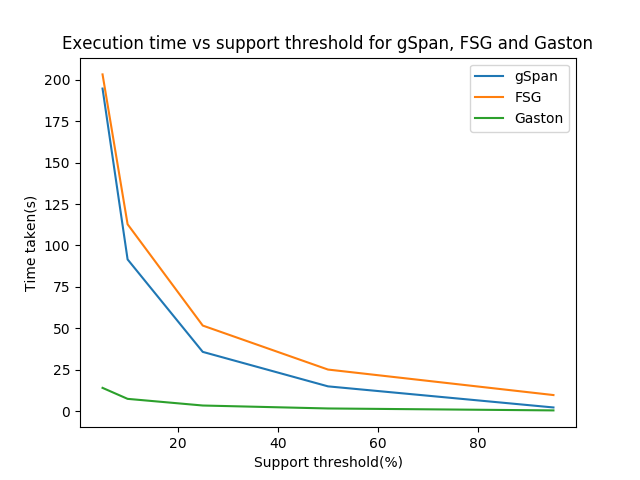 Execution time vs support threshold for gSpan, FSG and Gaston
gSpan
FSG
Gaston
200
175
150
125
100
75
50
25
0
Time taken(s)
20 40 60 80
Support threshold(%)